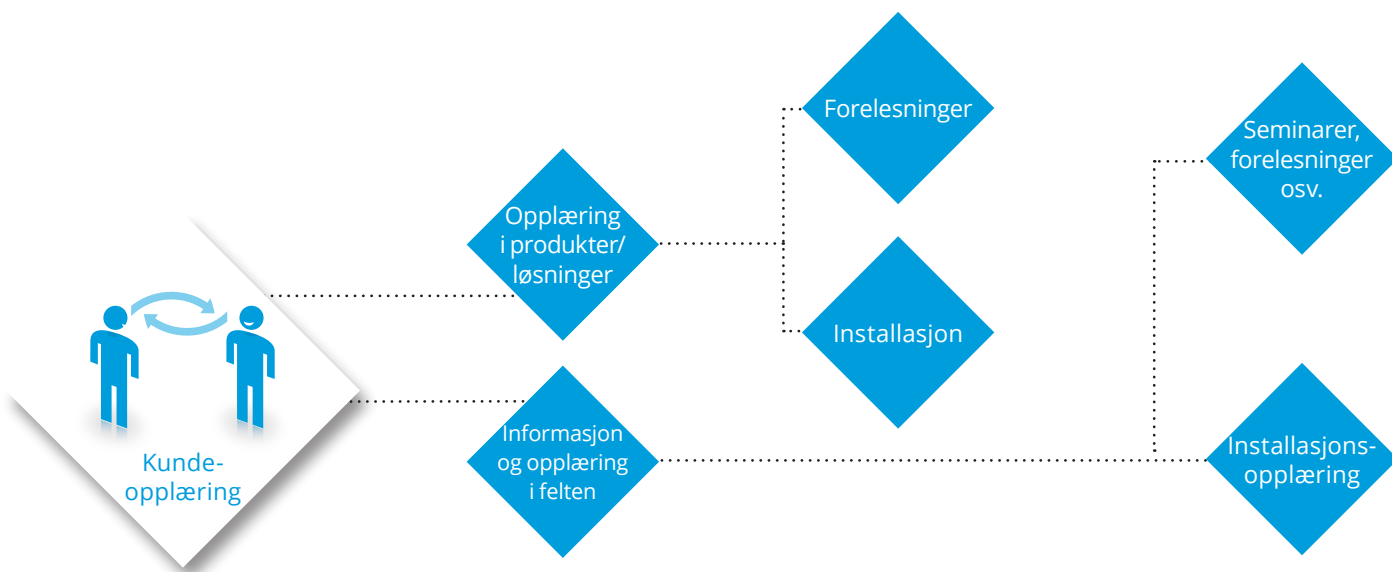 Kunde-
opplæring
Opplæring
i produkter/
løsninger
Forelesninger
Installasjon
Informasjon
og opplæring
i felten
Seminarer,
forelesninger
osv.
Installasjons-
opplæring